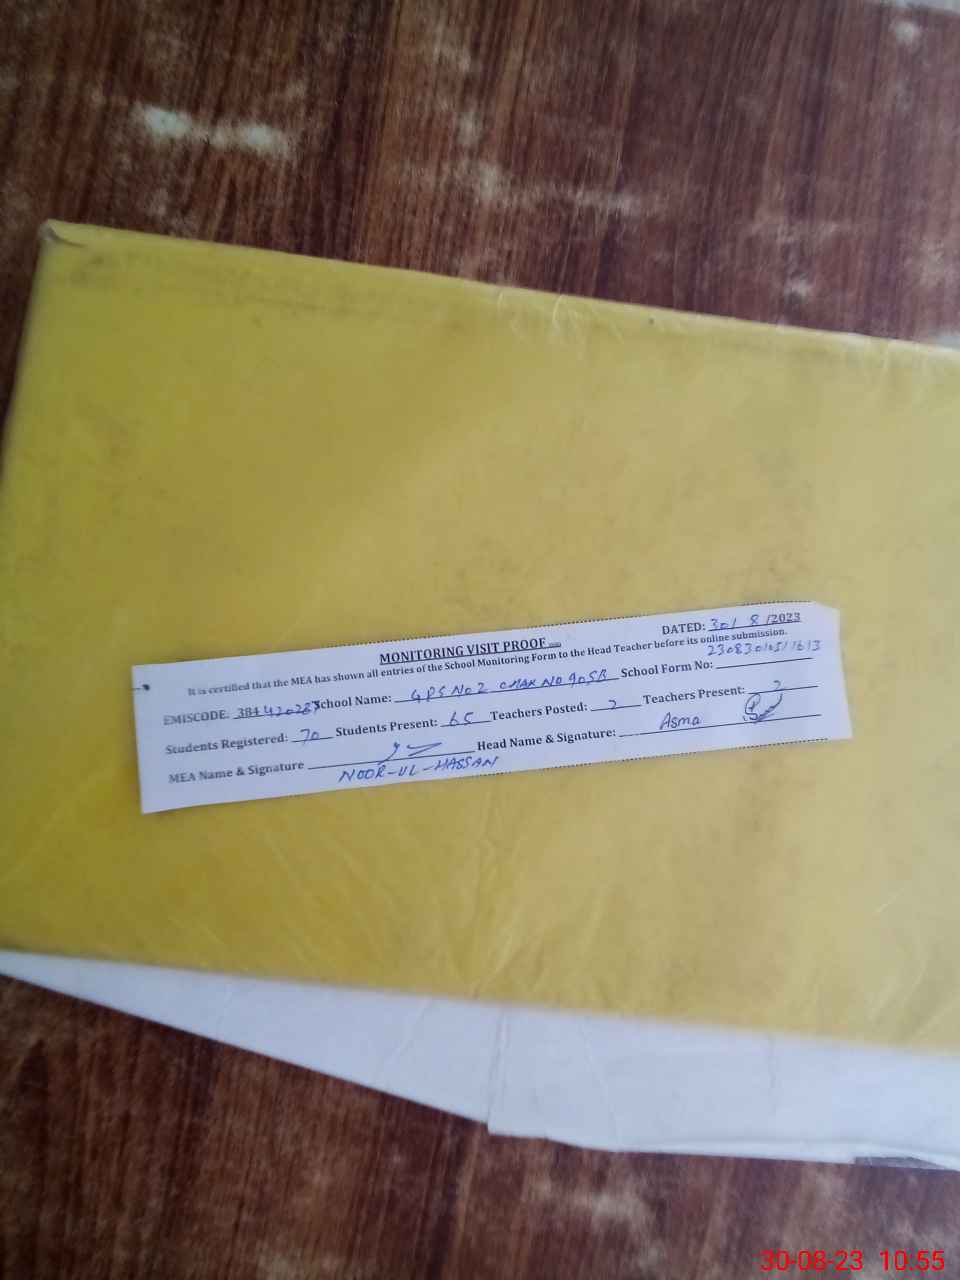 MONITORING VISIT PROOF
DATED: 30/ 8 /2023
It is certified that the MEA has shown all entries of the School Monitoring Form to the Head Teacher before its online submission.
EMISCODE: 38442028 School Name: GPS No 2 CHAK NO 90SB School Form No:
Students Registered: 70 Students Present: 65 Teachers Posted: 2 Teachers Present: 2
MEA Name & Signature NOOR-UL-HASSAN Head Name & Signature: Asma
30-08-23 10:55